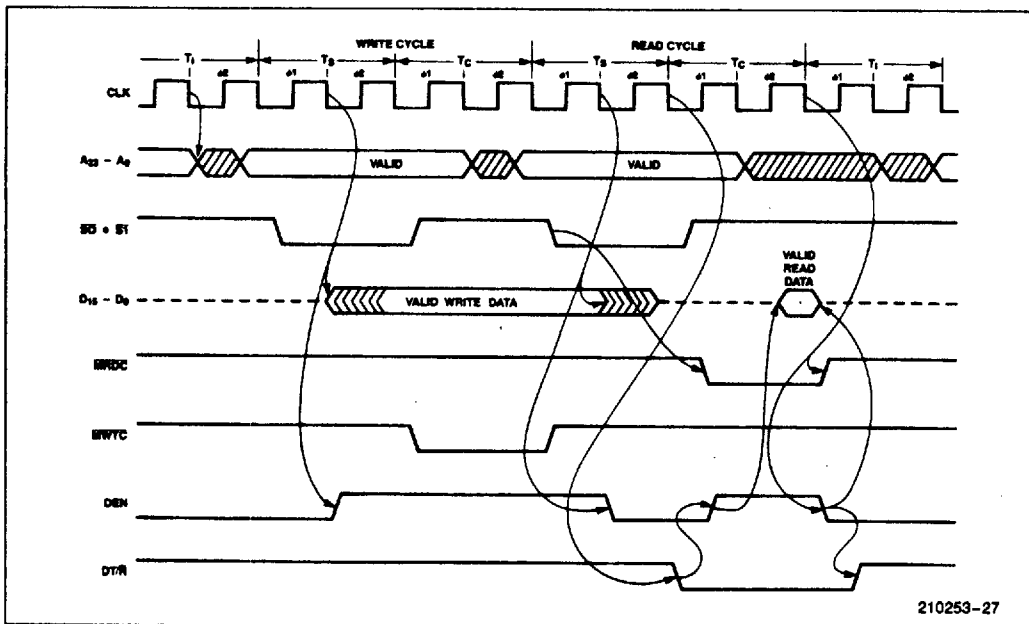 WRITE CYCLE READ CYCLE
TI TS TC TS TC TI
φ2 φ1 φ2 φ1 φ2 φ1 φ2 φ1 φ2 φ1 φ2
CLK
A23 – A0 VALID VALID
S0 • S1
D15 – D0 VALID WRITE DATA VALID READ DATA
MRDC
MWTC
DEN
DT/R
210253-27